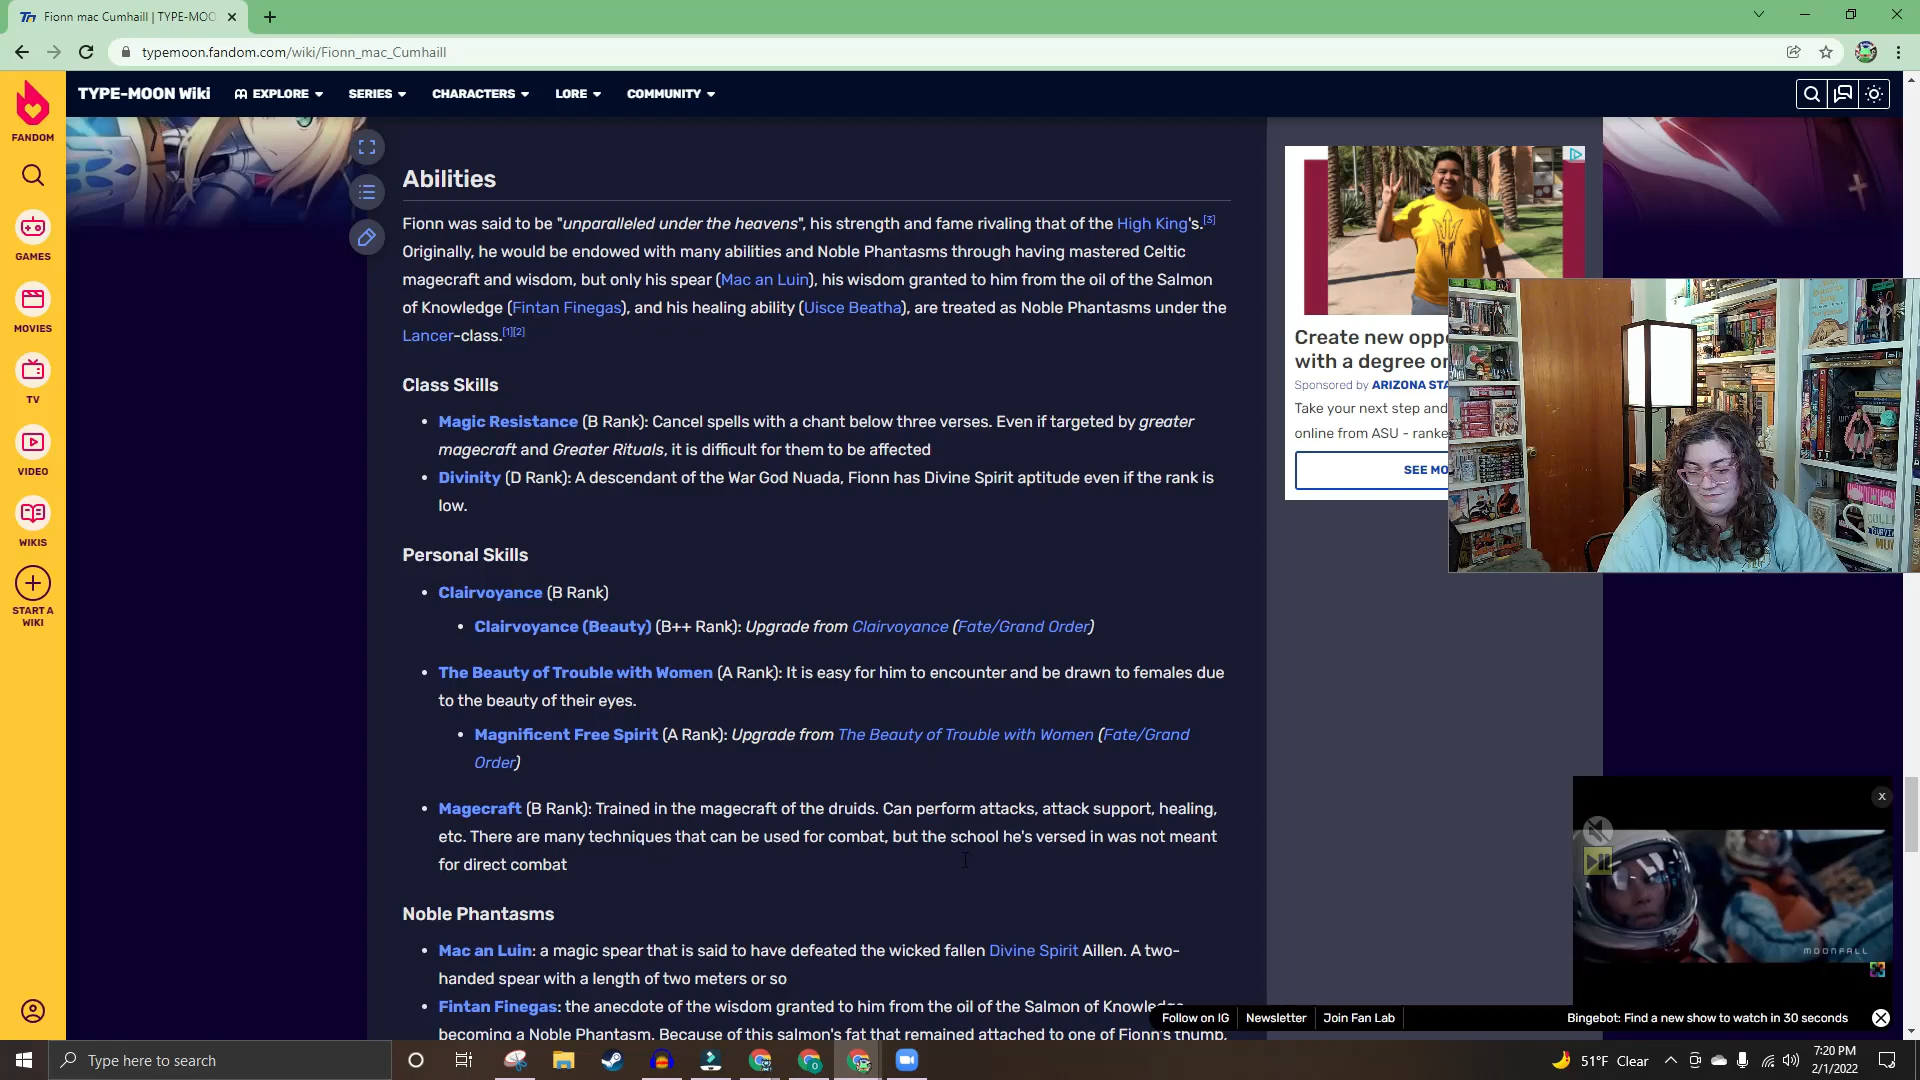 Fionn mac Cumhaill | TYPE-MOO
typemoon.fandom.com/wiki/Fionn_mac_Cumhaill
FANDOM
GAMES
MOVIES
TV
VIDEO
WIKIS
START A
WIKI
TYPE-MOON Wiki
EXPLORE
SERIES
CHARACTERS
LORE
COMMUNITY
Abilities
Fionn was said to be "unparalleled under the heavens", his strength and fame rivaling that of the High King's.[3]
Originally, he would be endowed with many abilities and Noble Phantasms through having mastered Celtic
magecraft and wisdom, but only his spear (Mac an Luin), his wisdom granted to him from the oil of the Salmon
of Knowledge (Fintan Finegas), and his healing ability (Uisce Beatha), are treated as Noble Phantasms under the
Lancer-class.[1][2]
Class Skills
• Magic Resistance (B Rank): Cancel spells with a chant below three verses. Even if targeted by greater
magecraft and Greater Rituals, it is difficult for them to be affected
• Divinity (D Rank): A descendant of the War God Nuada, Fionn has Divine Spirit aptitude even if the rank is
low.
Personal Skills
• Clairvoyance (B Rank)
• Clairvoyance (Beauty) (B++ Rank): Upgrade from Clairvoyance (Fate/Grand Order)
• The Beauty of Trouble with Women (A Rank): It is easy for him to encounter and be drawn to females due
to the beauty of their eyes.
• Magnificent Free Spirit (A Rank): Upgrade from The Beauty of Trouble with Women (Fate/Grand
Order)
• Magecraft (B Rank): Trained in the magecraft of the druids. Can perform attacks, attack support, healing,
etc. There are many techniques that can be used for combat, but the school he's versed in was not meant
for direct combat
Noble Phantasms
• Mac an Luin: a magic spear that is said to have defeated the wicked fallen Divine Spirit Aillen. A two-
handed spear with a length of two meters or so
• Fintan Finegas: the anecdote of the wisdom granted to him from the oil of the Salmon of Knowledge
becoming a Noble Phantasm. Because of this salmon's fat that remained attached to one of Fionn's thumb,
Create new oppo
with a degree on
Sponsored by ARIZONA STA
Take your next step and
online from ASU - ranke
SEE MO
MOONFALL
Follow on IG
Newsletter
Join Fan Lab
Bingebot: Find a new show to watch in 30 seconds
Type here to search
51°F Clear
7:20 PM
2/1/2022